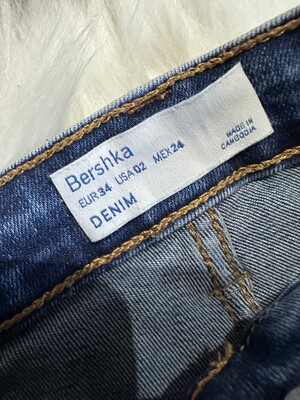 Bershka
EUR 34 USA 02 MEX 24
DENIM
MADE IN
CAMBODIA